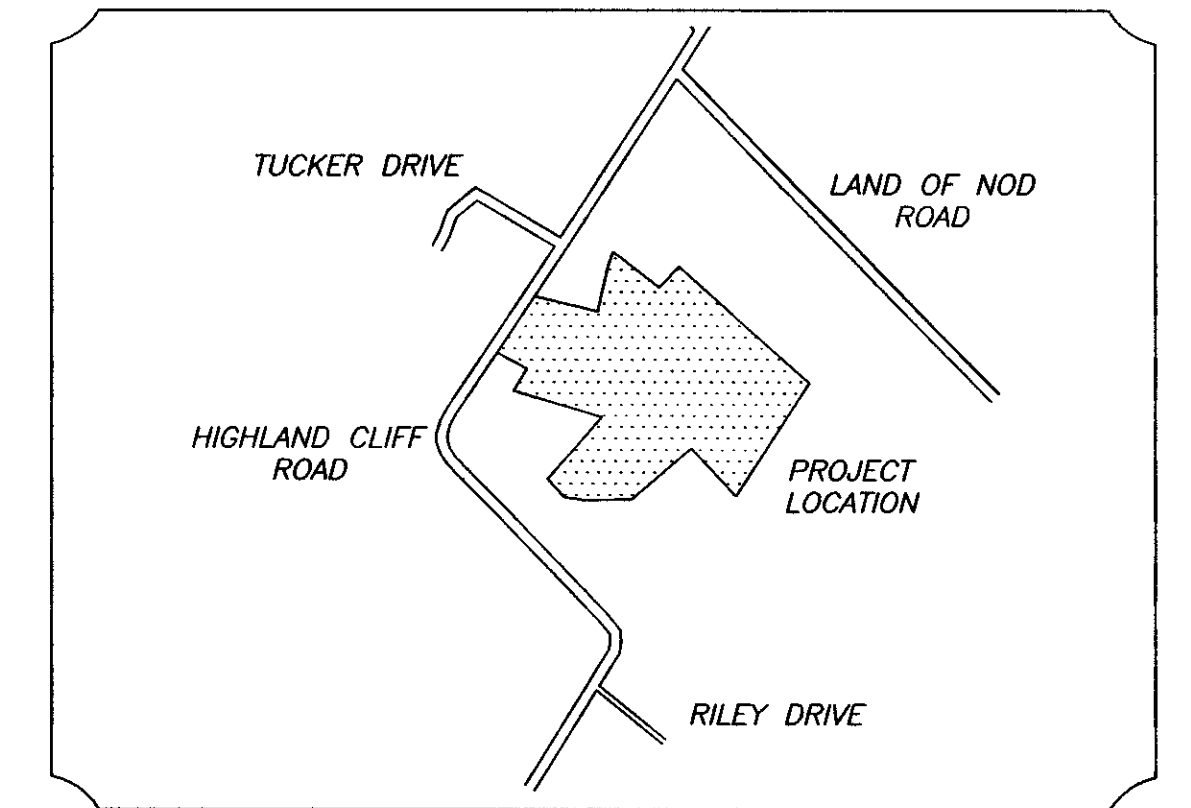 TUCKER DRIVE
LAND OF NOD
ROAD
HIGHLAND CLIFF
ROAD
PROJECT
LOCATION
RILEY DRIVE